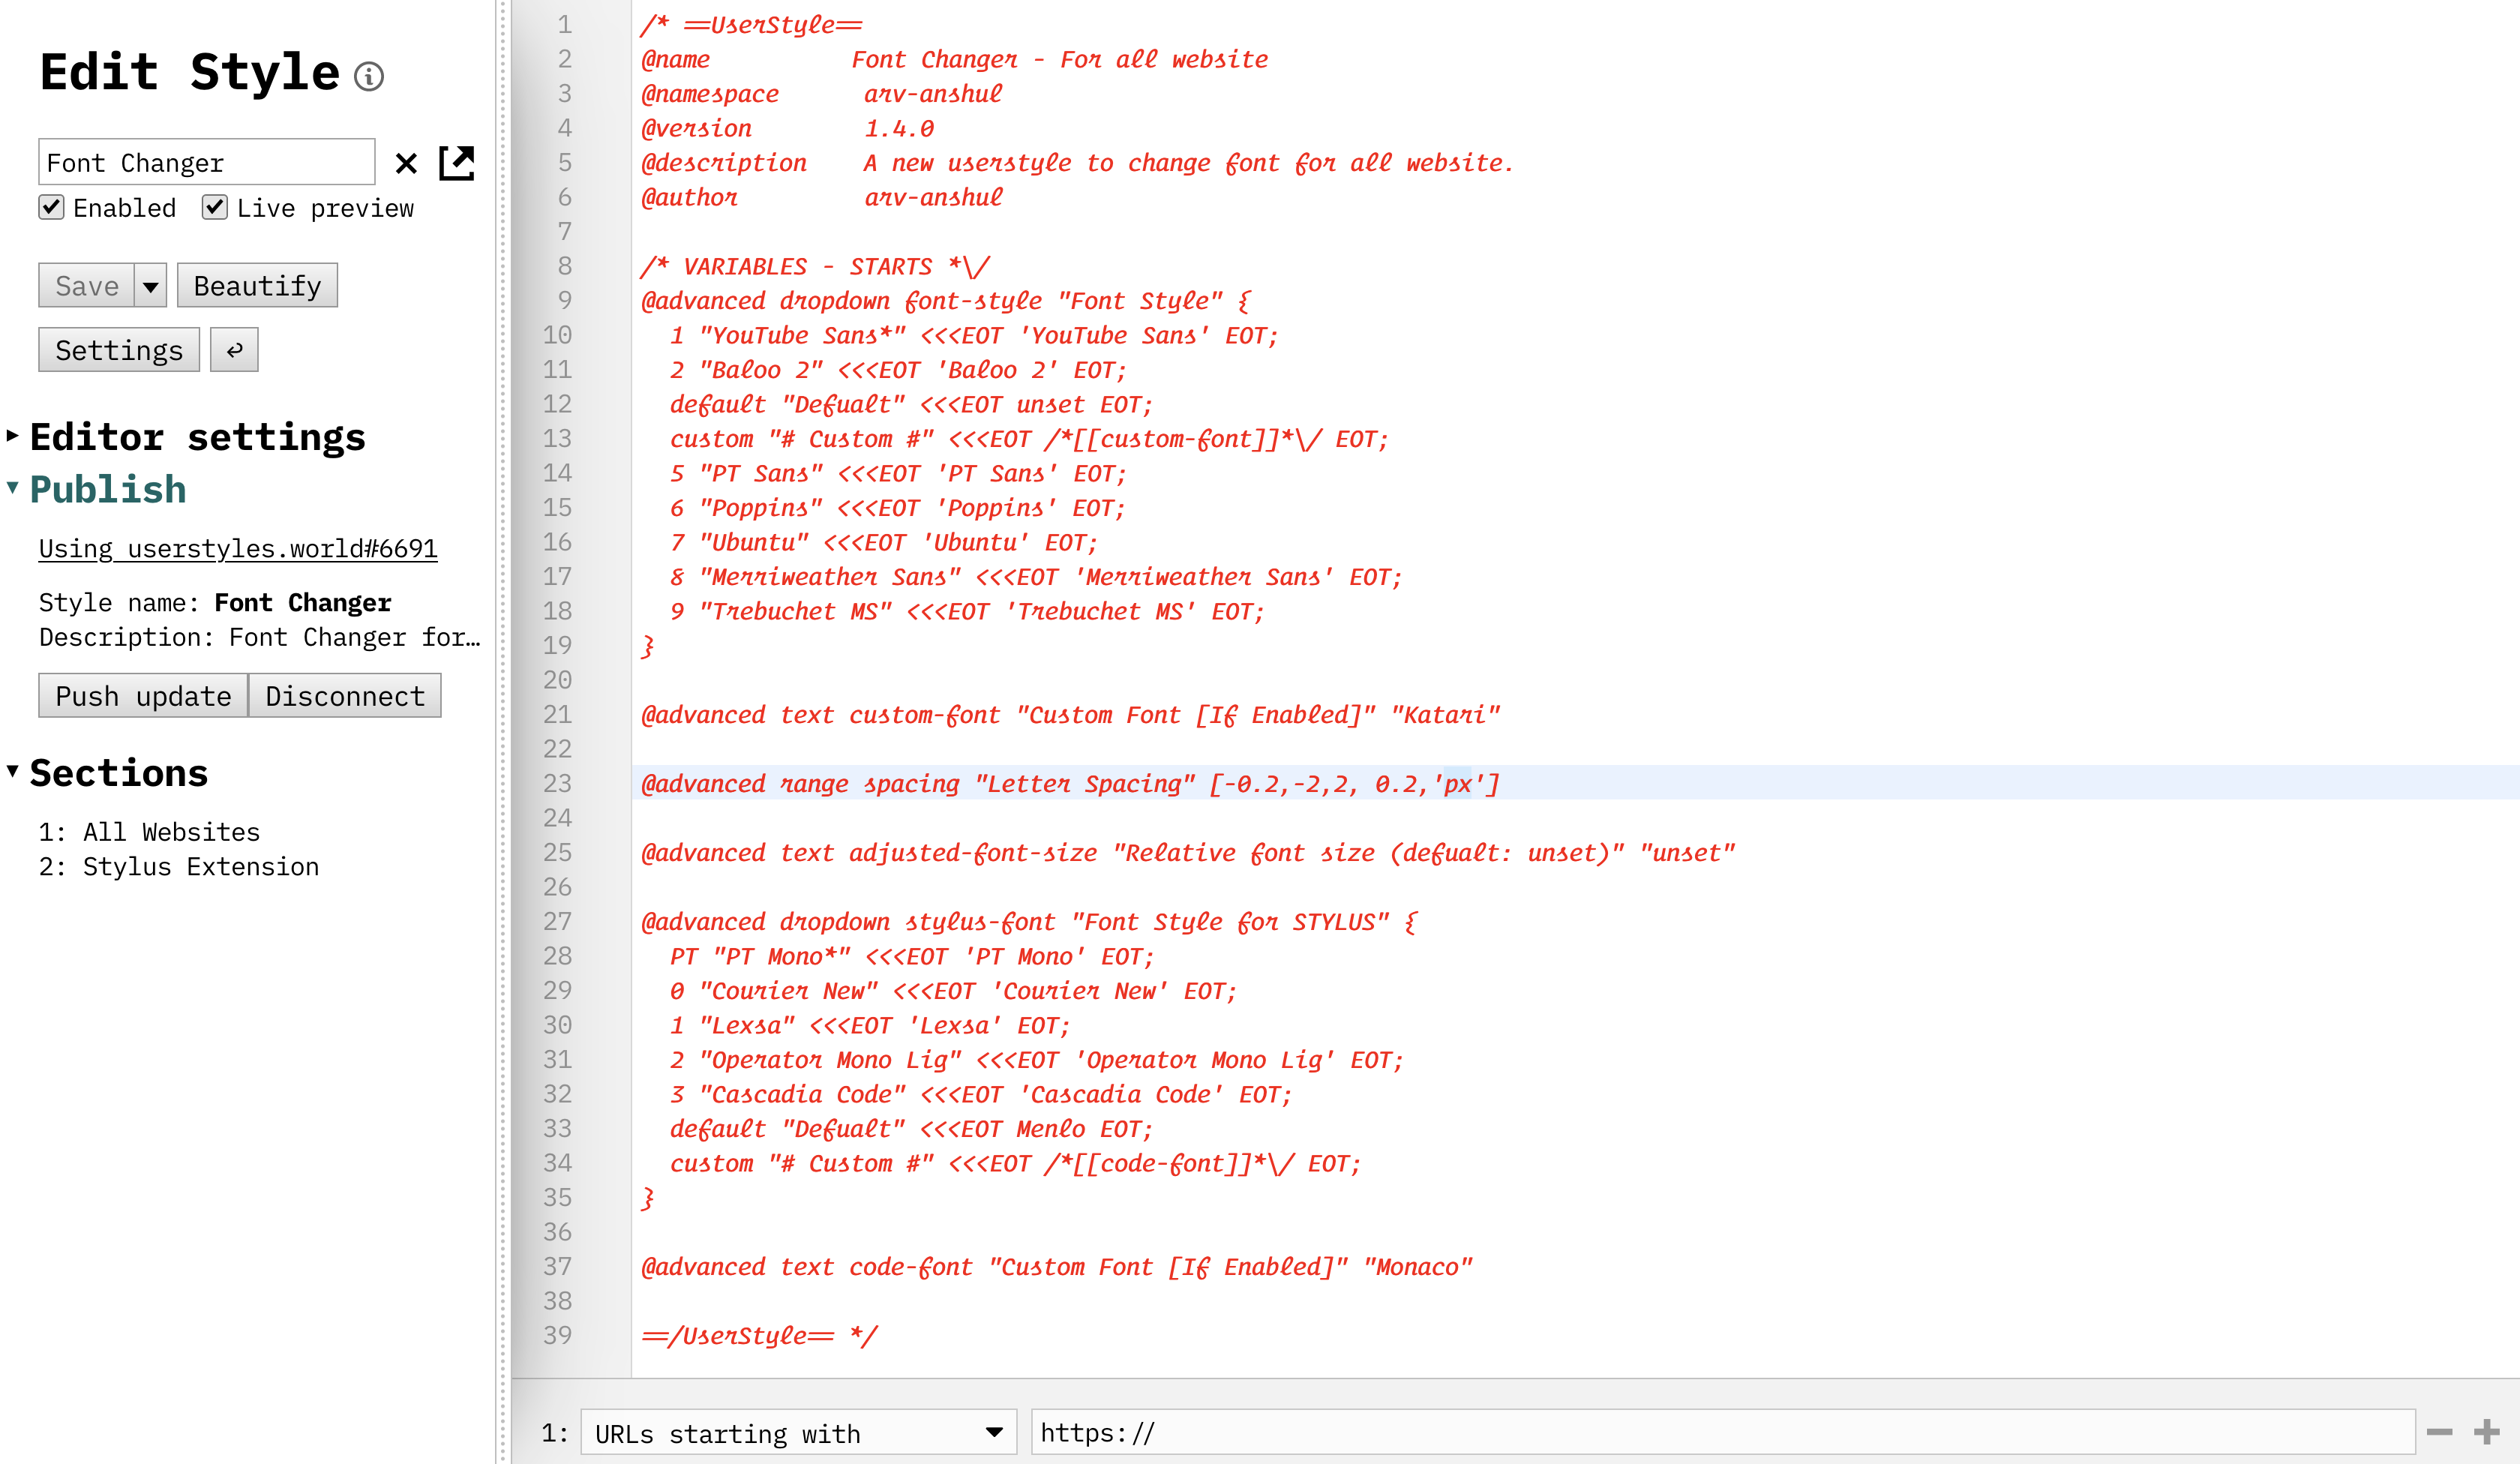 Edit Style
Font Changer
Enabled Live preview
Save Beautify
Settings
Editor settings
Publish
Using userstyles.world#6691
Style name: Font Changer
Description: Font Changer for…
Push update Disconnect
Sections
1: All Websites
2: Stylus Extension
1 /* ==UserStyle==
2 @name Font Changer - For all website
3 @namespace arv-anshul
4 @version 1.4.0
5 @description A new userstyle to change font for all website.
6 @author arv-anshul
7
8 /* VARIABLES - STARTS *\/
9 @advanced dropdown font-style "Font Style" {
10 1 "YouTube Sans*" <<<EOT 'YouTube Sans' EOT;
11 2 "Baloo 2" <<<EOT 'Baloo 2' EOT;
12 default "Defualt" <<<EOT unset EOT;
13 custom "# Custom #" <<<EOT /*[[custom-font]]*\/ EOT;
14 5 "PT Sans" <<<EOT 'PT Sans' EOT;
15 6 "Poppins" <<<EOT 'Poppins' EOT;
16 7 "Ubuntu" <<<EOT 'Ubuntu' EOT;
17 8 "Merriweather Sans" <<<EOT 'Merriweather Sans' EOT;
18 9 "Trebuchet MS" <<<EOT 'Trebuchet MS' EOT;
19 }
20
21 @advanced text custom-font "Custom Font [If Enabled]" "Katari"
22
23 @advanced range spacing "Letter Spacing" [-0.2,-2,2, 0.2,'px']
24
25 @advanced text adjusted-font-size "Relative font size (defualt: unset)" "unset"
26
27 @advanced dropdown stylus-font "Font Style for STYLUS" {
28 PT "PT Mono*" <<<EOT 'PT Mono' EOT;
29 0 "Courier New" <<<EOT 'Courier New' EOT;
30 1 "Lexsa" <<<EOT 'Lexsa' EOT;
31 2 "Operator Mono Lig" <<<EOT 'Operator Mono Lig' EOT;
32 3 "Cascadia Code" <<<EOT 'Cascadia Code' EOT;
33 default "Defualt" <<<EOT Menlo EOT;
34 custom "# Custom #" <<<EOT /*[[code-font]]*\/ EOT;
35 }
36
37 @advanced text code-font "Custom Font [If Enabled]" "Monaco"
38
39 ==/UserStyle== */
1: URLs starting with https://